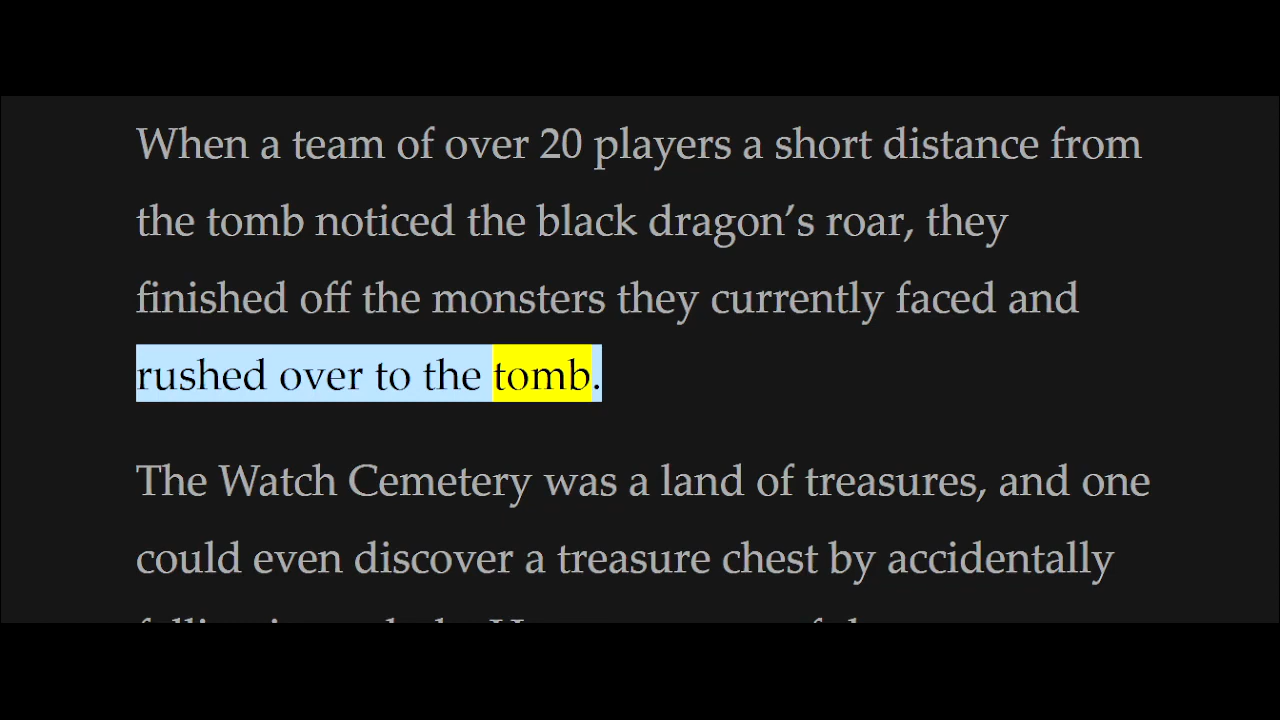 When a team of over 20 players a short distance from
the tomb noticed the black dragon’s roar, they
finished off the monsters they currently faced and
rushed over to the tomb.
The Watch Cemetery was a land of treasures, and one
could even discover a treasure chest by accidentally